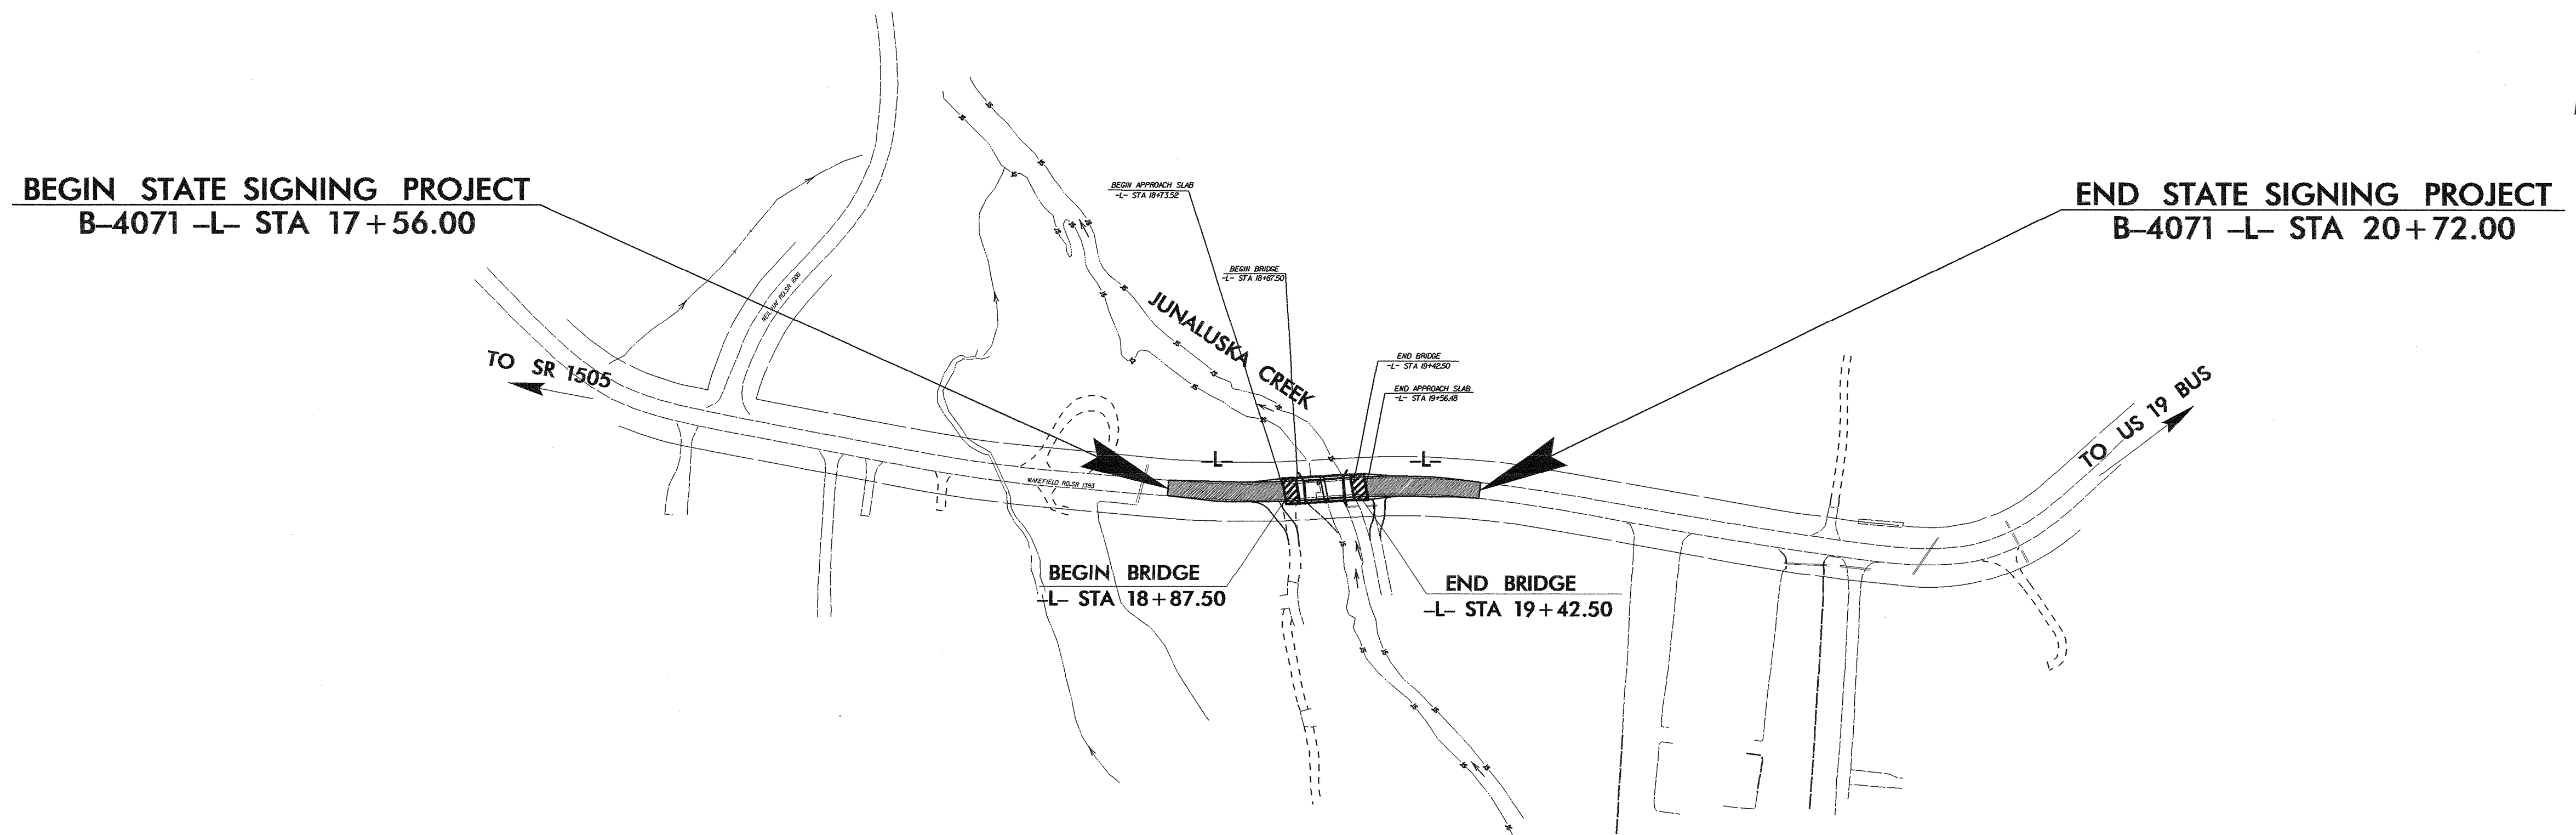 BEGIN STATE SIGNING PROJECT
B-4071 -L- STA 17+56.00
END STATE SIGNING PROJECT
B-4071 -L- STA 20+72.00
BEGIN APPROACH SLAB
-L- STA 18+73.52
BEGIN BRIDGE
-L- STA 18+87.50
JUNALUSKA CREEK
END BRIDGE
-L- STA 19+42.50
END APPROACH SLAB
-L- STA 19+56.48
TO SR 1505
TO US 19 BUS
-L-
-L-
WAKEFIELD RD.SR 1393
BEGIN BRIDGE
-L- STA 18+87.50
END BRIDGE
-L- STA 19+42.50